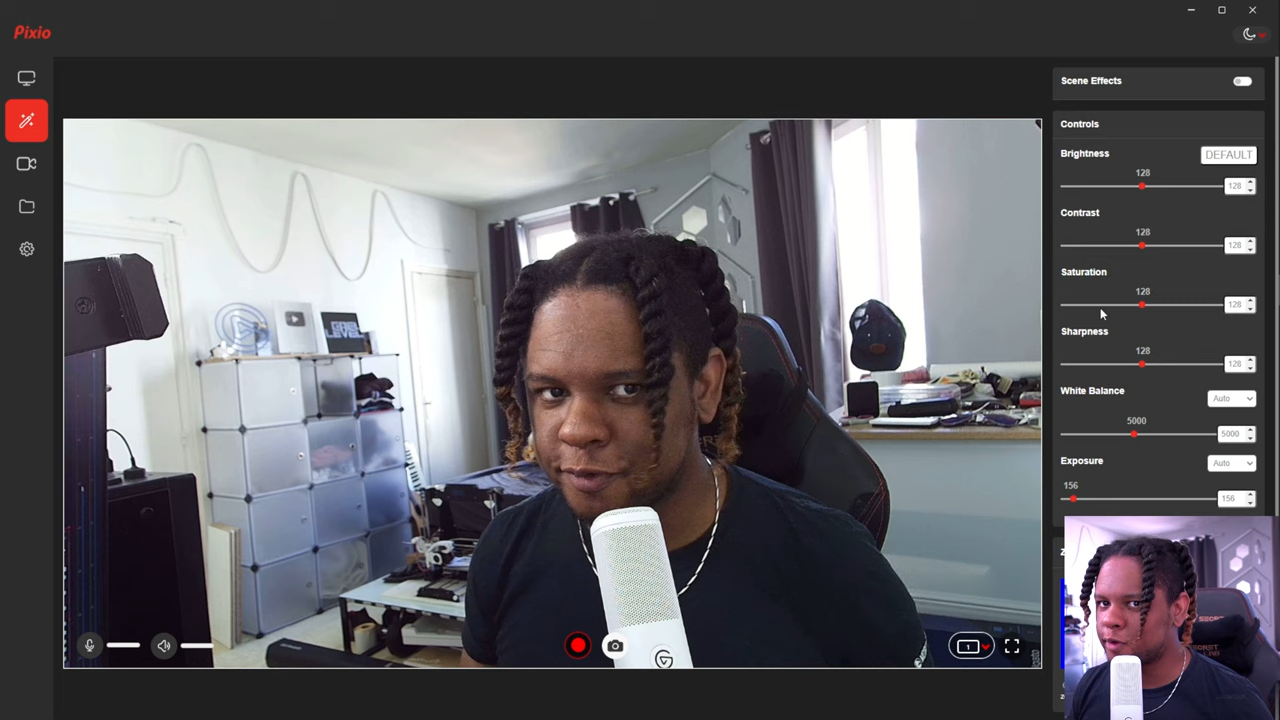 Pixio
Scene Effects
Controls
Brightness
DEFAULT
128
128
Contrast
128
128
Saturation
128
128
Sharpness
128
128
White Balance
Auto
5000
5000
Exposure
Auto
156
156
1